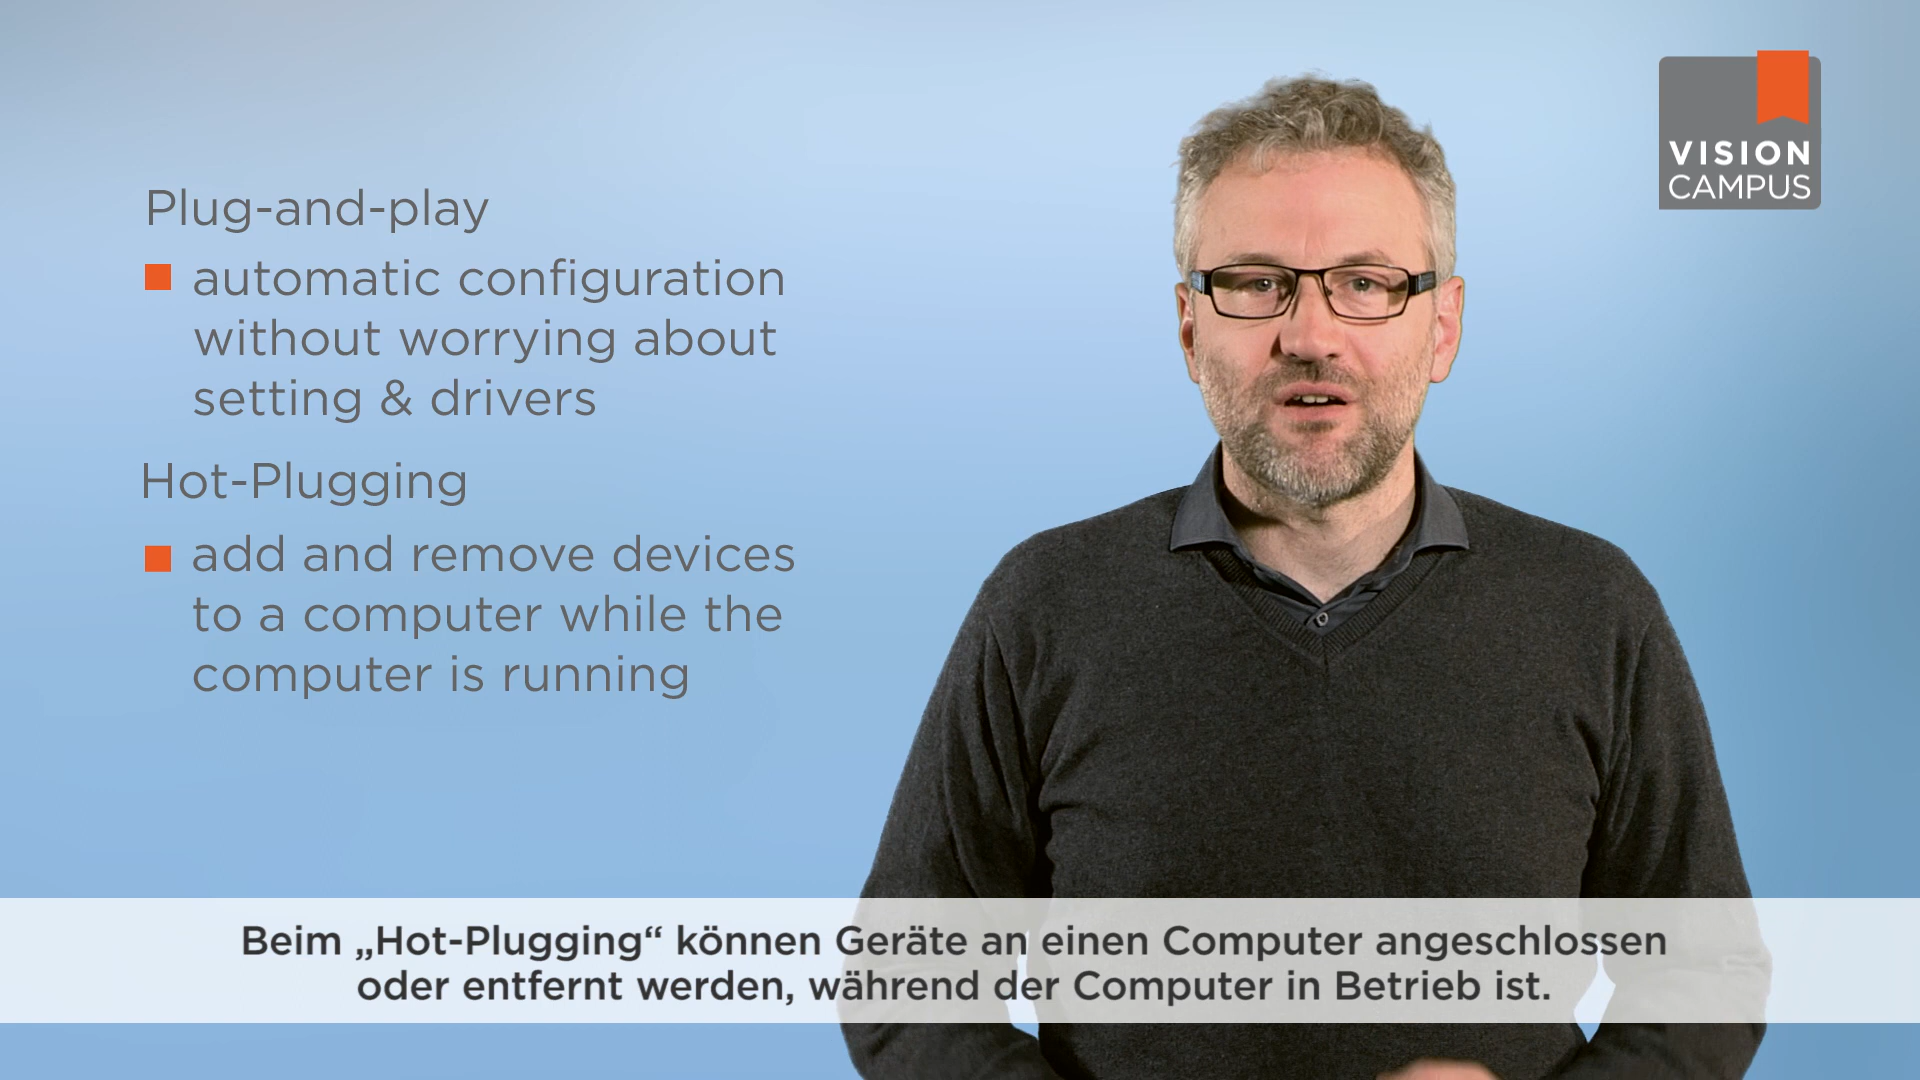 VISION
CAMPUS
Plug-and-play
automatic configuration
without worrying about
setting & drivers
Hot-Plugging
add and remove devices
to a computer while the
computer is running
Beim „Hot-Plugging“ können Geräte an einen Computer angeschlossen
oder entfernt werden, während der Computer in Betrieb ist.